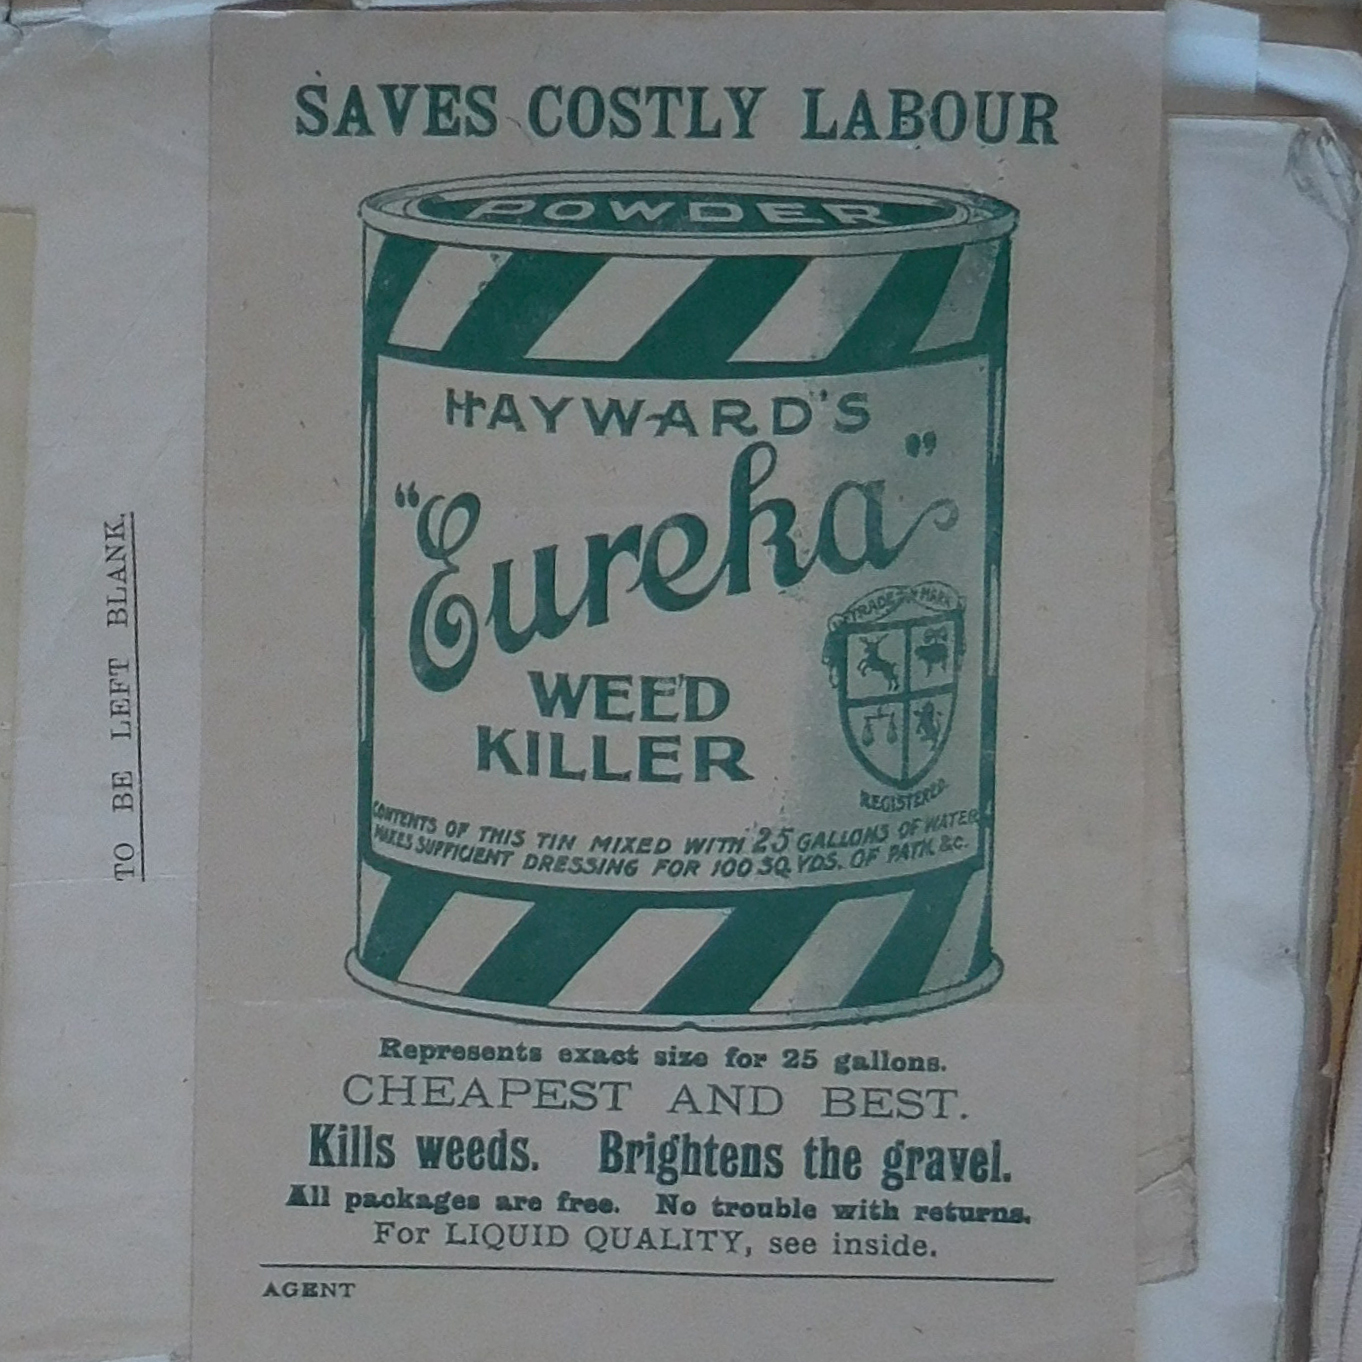 SAVES COSTLY LABOUR
POWDER
HAYWARD'S
"Eureka"
TRADE MARK
WEED
KILLER
REGISTERED
CONTENTS OF THIS TIN MIXED WITH 25 GALLONS OF WATER
MAKES SUFFICIENT DRESSING FOR 100 SQ. YDS. OF PATH, &C.
Represents exact size for 25 gallons.
CHEAPEST AND BEST.
Kills weeds. Brightens the gravel.
All packages are free. No trouble with returns.
For LIQUID QUALITY, see inside.
AGENT
TO BE LEFT BLANK.